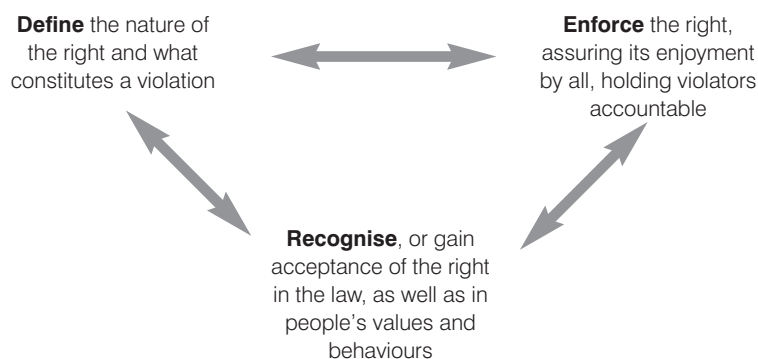 Define the nature of
the right and what
constitutes a violation
Enforce the right,
assuring its enjoyment
by all, holding violators
accountable
Recognise, or gain
acceptance of the right
in the law, as well as in
people's values and
behaviours